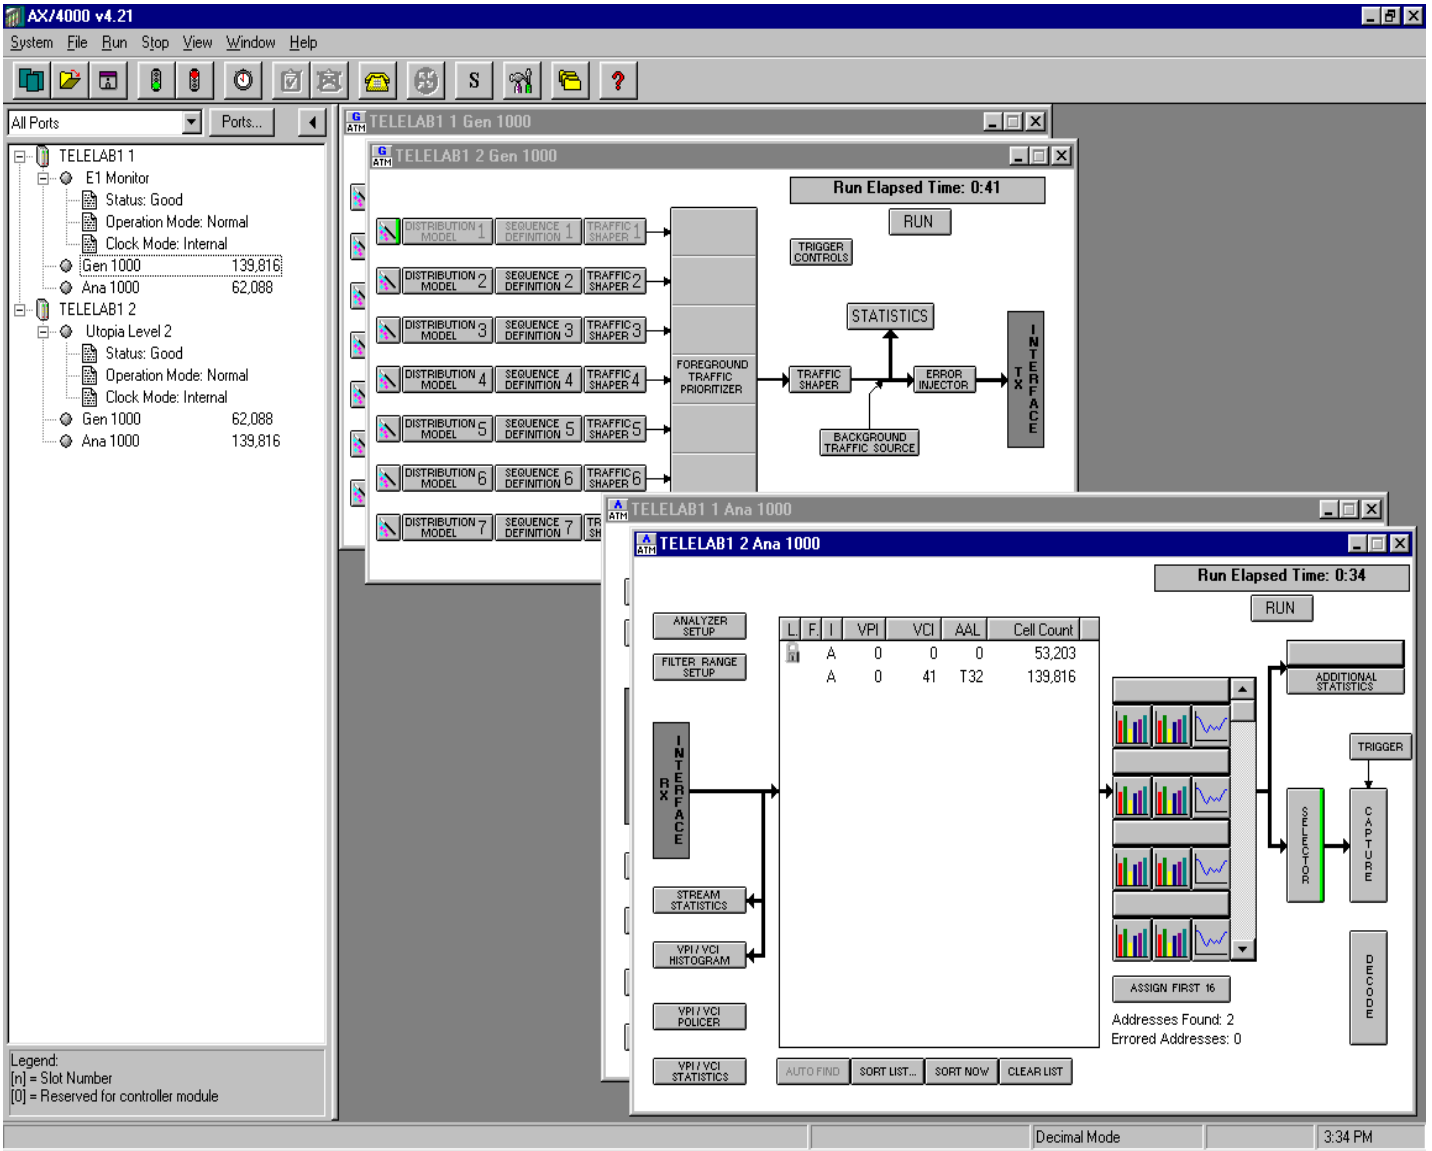 AX/4000 v4.21
System File Run Stop View Window Help
S
?
All Ports
Ports...
TELELAB1 1
E1 Monitor
Status: Good
Operation Mode: Normal
Clock Mode: Internal
Gen 1000 139,816
Ana 1000 62,088
TELELAB1 2
Utopia Level 2
Status: Good
Operation Mode: Normal
Clock Mode: Internal
Gen 1000 62,088
Ana 1000 139,816
Legend:
[n] = Slot Number
[0] = Reserved for controller module
G
ATM
TELELAB1 1 Gen 1000
G
ATM
TELELAB1 2 Gen 1000
Run Elapsed Time: 0:41
RUN
TRIGGER
CONTROLS
DISTRIBUTION
MODEL 1
SEQUENCE
DEFINITION 1
TRAFFIC
SHAPER 1
DISTRIBUTION
MODEL 2
SEQUENCE
DEFINITION 2
TRAFFIC
SHAPER 2
DISTRIBUTION
MODEL 3
SEQUENCE
DEFINITION 3
TRAFFIC
SHAPER 3
DISTRIBUTION
MODEL 4
SEQUENCE
DEFINITION 4
TRAFFIC
SHAPER 4
DISTRIBUTION
MODEL 5
SEQUENCE
DEFINITION 5
TRAFFIC
SHAPER 5
DISTRIBUTION
MODEL 6
SEQUENCE
DEFINITION 6
TRAFFIC
SHAPER 6
DISTRIBUTION
MODEL 7
SEQUENCE
DEFINITION 7
TR
SH
FOREGROUND
TRAFFIC
PRIORITIZER
TRAFFIC
SHAPER
STATISTICS
BACKGROUND
TRAFFIC SOURCE
ERROR
INJECTOR
TX
INTERFACE
A
ATM
TELELAB1 1 Ana 1000
A
ATM
TELELAB1 2 Ana 1000
Run Elapsed Time: 0:34
RUN
ANALYZER
SETUP
FILTER RANGE
SETUP
RX
INTERFACE
STREAM
STATISTICS
VPI / VCI
HISTOGRAM
VPI / VCI
POLICER
VPI / VCI
STATISTICS
L. F. I VPI VCI AAL Cell Count
A 0 0 0 53,203
A 0 41 T32 139,816
AUTO FIND
SORT LIST...
SORT NOW
CLEAR LIST
ASSIGN FIRST 16
Addresses Found: 2
Errored Addresses: 0
ADDITIONAL
STATISTICS
TRIGGER
SELECTOR
CAPTURE
DECODE
Decimal Mode
3:34 PM